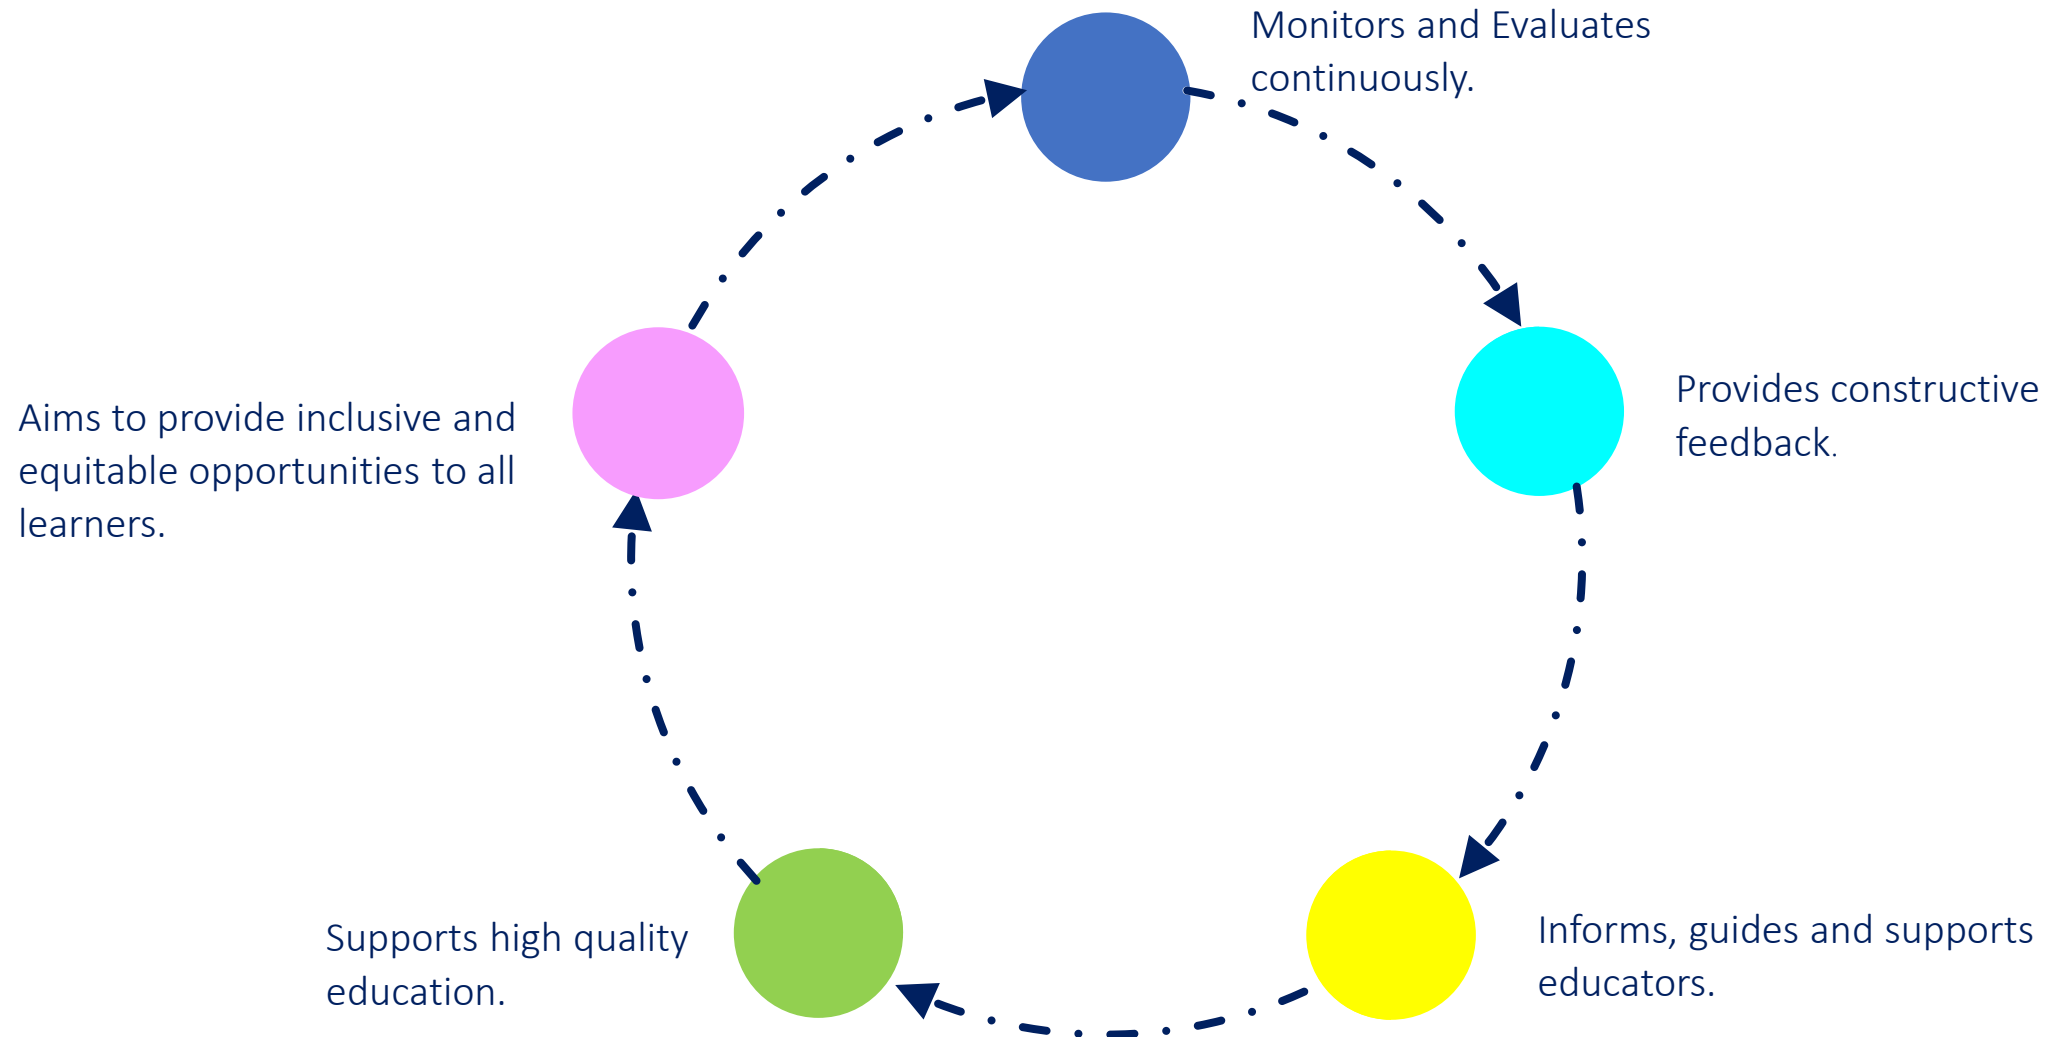 Monitors and Evaluates
continuously.
Provides constructive
feedback.
Informs, guides and supports
educators.
Supports high quality
education.
Aims to provide inclusive and
equitable opportunities to all
learners.